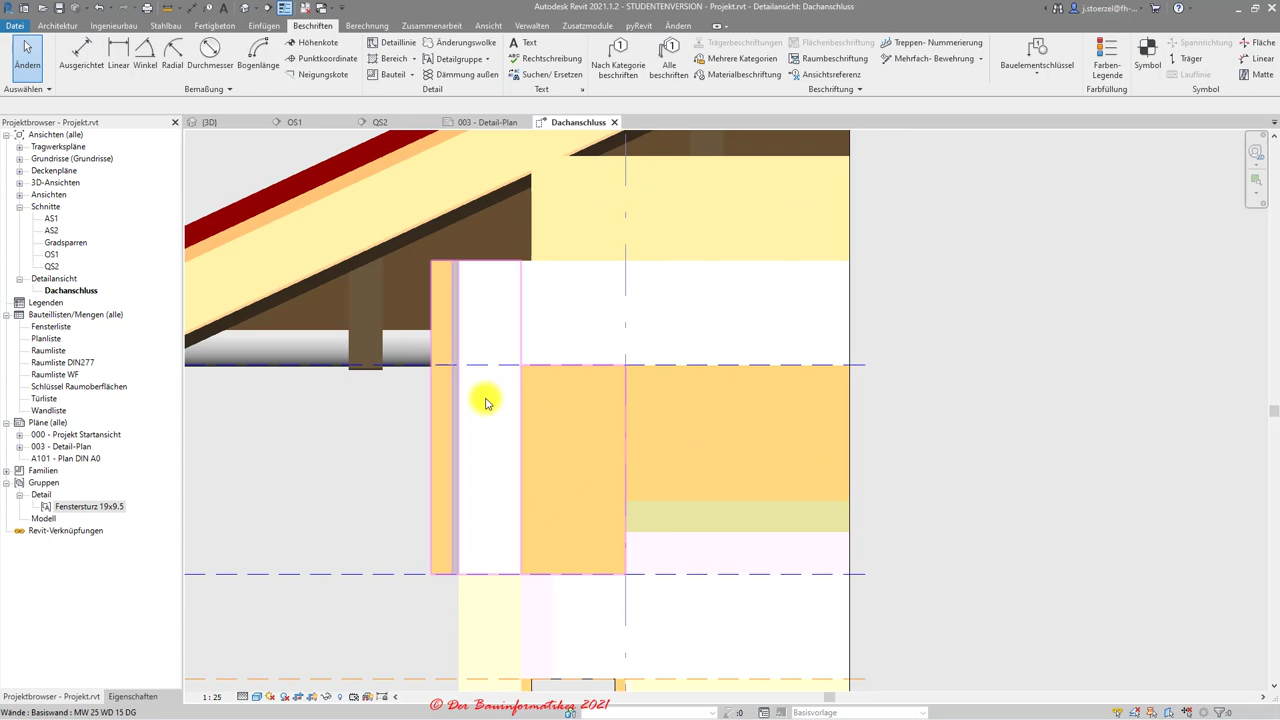 Autodesk Revit 2021.1.2 - STUDENTENVERSION - Projekt.rvt - Detailansicht: Dachanschluss
j.stoerzel@fh-...
Datei Architektur Ingenieurbau Stahlbau Fertigbeton Einfügen Beschriften Berechnung Zusammenarbeit Ansicht Verwalten Zusatzmodule pyRevit Ändern
Ändern
Ausgerichtet Linear Winkel Radial Durchmesser Bogenlänge
Höhenkote
Punktkoordinate
Neigungskote
Detaillinie Änderungswolke
Bereich Detailgruppe
Bauteil Dämmung außen
Text
Rechtschreibung
Suchen/ Ersetzen
Nach Kategorie beschriften
Alle beschriften
Trägerbeschriftungen Flächenbeschriftung
Mehrere Kategorien Raumbeschriftung
Materialbeschriftung Ansichtsreferenz
Treppen- Nummerierung
Mehrfach- Bewehrung
Bauelementschlüssel
Farben-Legende
Symbol
Spannrichtung
Träger
Lauflinie
Fläche
Linear
Matte
Auswählen Bemaßung Detail Text Beschriftung Farbfüllung Symbol
Projektbrowser - Projekt.rvt
{3D} OS1 QS2 003 - Detail-Plan Dachanschluss
Ansichten (alle)
Tragwerkspläne
Grundrisse (Grundrisse)
Deckenpläne
3D-Ansichten
Ansichten
Schnitte
AS1
AS2
Gradsparren
OS1
QS2
Detailansicht
Dachanschluss
Legenden
Bauteillisten/Mengen (alle)
Fensterliste
Planliste
Raumliste
Raumliste DIN277
Raumliste WF
Schlüssel Raumoberflächen
Türliste
Wandliste
Pläne (alle)
000 - Projekt Startansicht
003 - Detail-Plan
A101 - Plan DIN A0
Familien
Gruppen
Detail
Fenstersturz 19x9.5
Modell
Revit-Verknüpfungen
Projektbrowser - Projekt.rvt Eigenschaften
1 : 25
© Der Bauinformatiker 2021
Wände : Basiswand : MW 25 WD 15 DG
:0
Basisvorlage
:0